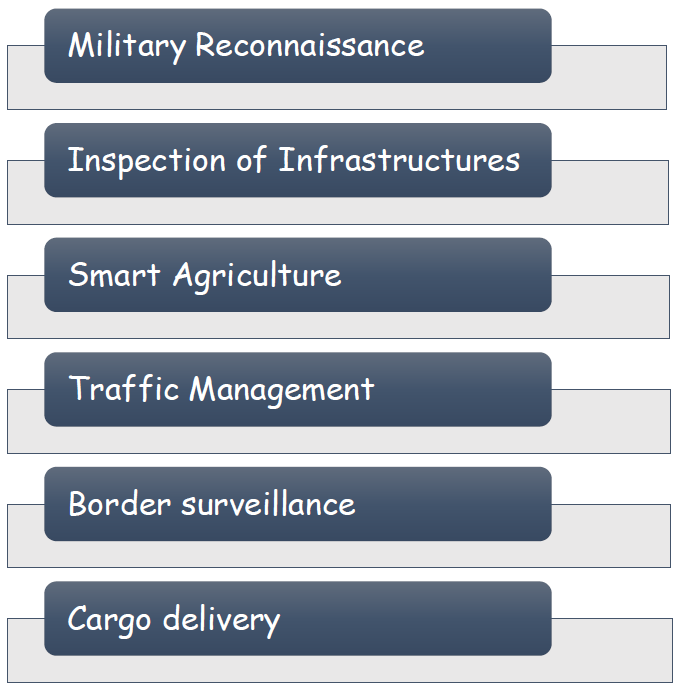 Military Reconnaissance
Inspection of Infrastructures
Smart Agriculture
Traffic Management
Border surveillance
Cargo delivery